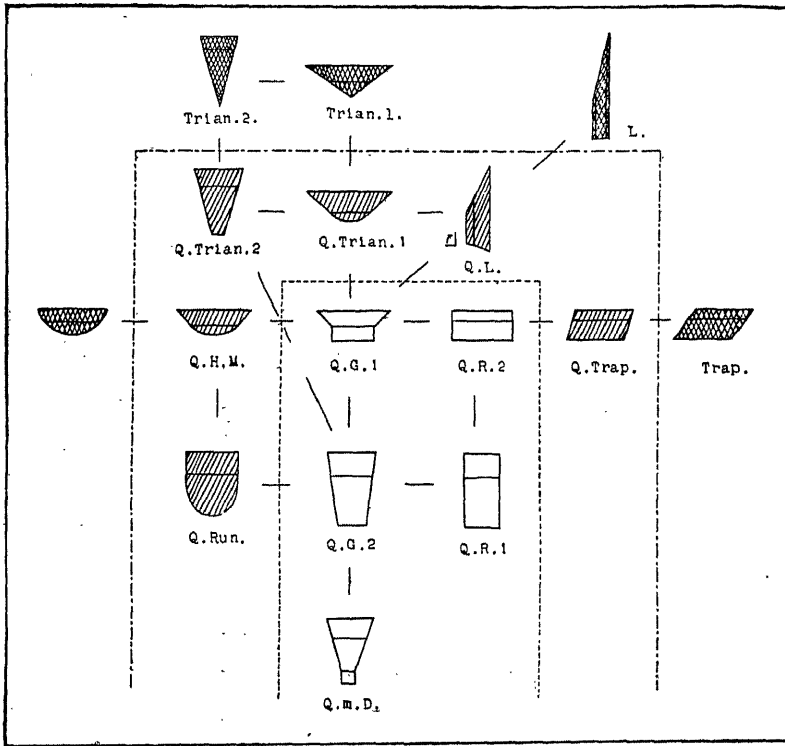 Trian.2.
Trian.1.
L.
Q.Trian.2
Q.Trian.1
Q.L.
Q.H.M.
Q.G.1
Q.R.2
Q.Trap.
Trap.
Q.Run.
Q.G.2
Q.R.1
Q.m.D.